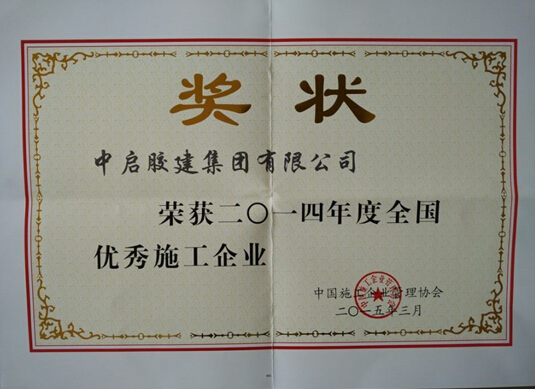 奖状
中启胶建集团有限公司
荣获二〇一四年度全国
优秀施工企业
中国施工企业管理协会
二〇一五年三月